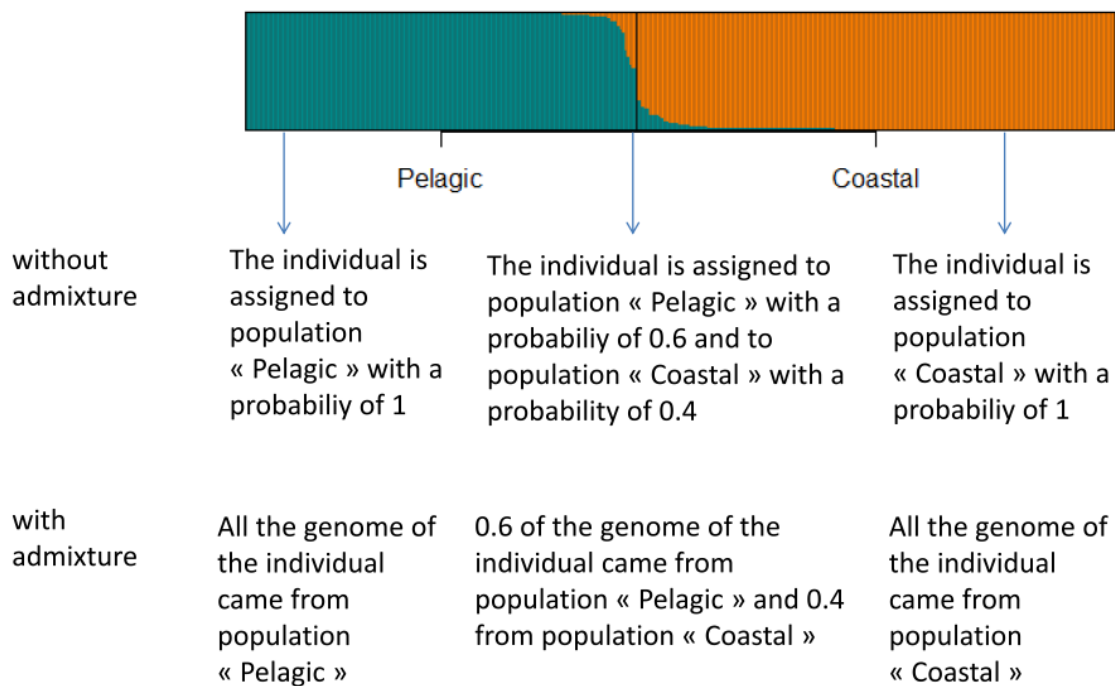 Pelagic
Coastal
without
admixture
The individual is
assigned to
population
« Pelagic » with a
probabiliy of 1
The individual is assigned to
population « Pelagic » with a
probabiliy of 0.6 and to
population « Coastal » with a
probability of 0.4
The individual is
assigned to
population
« Coastal » with a
probabiliy of 1
with
admixture
All the genome of
the individual
came from
population
« Pelagic »
0.6 of the genome of the
individual came from
population « Pelagic » and 0.4
from population « Coastal »
All the genome of
the individual
came from
population
« Coastal »